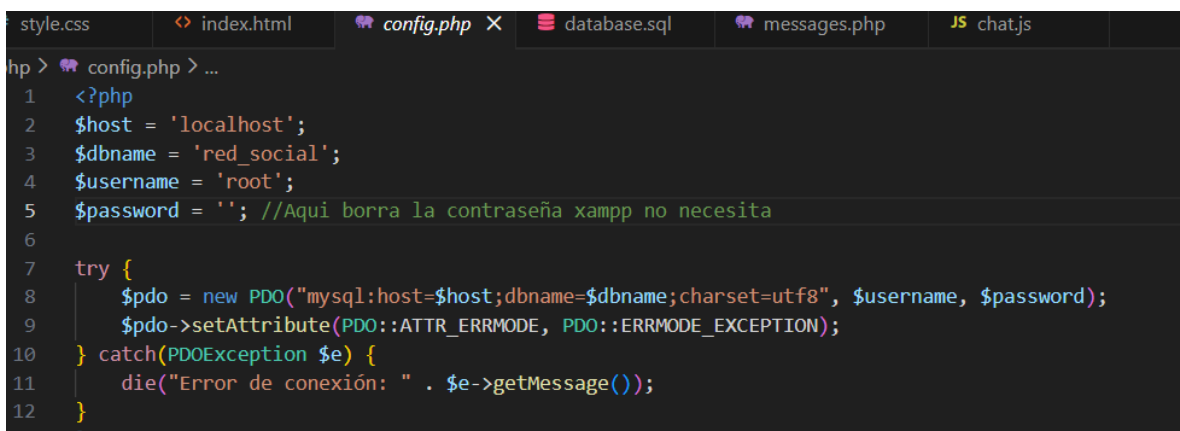 style.css index.html config.php database.sql messages.php JS chat.js
hp > config.php > ...
1 <?php
2 $host = 'localhost';
3 $dbname = 'red_social';
4 $username = 'root';
5 $password = ''; //Aqui borra la contraseña xampp no necesita
6
7 try {
8     $pdo = new PDO("mysql:host=$host;dbname=$dbname;charset=utf8", $username, $password);
9     $pdo->setAttribute(PDO::ATTR_ERRMODE, PDO::ERRMODE_EXCEPTION);
10 } catch(PDOException $e) {
11     die("Error de conexión: " . $e->getMessage());
12 }